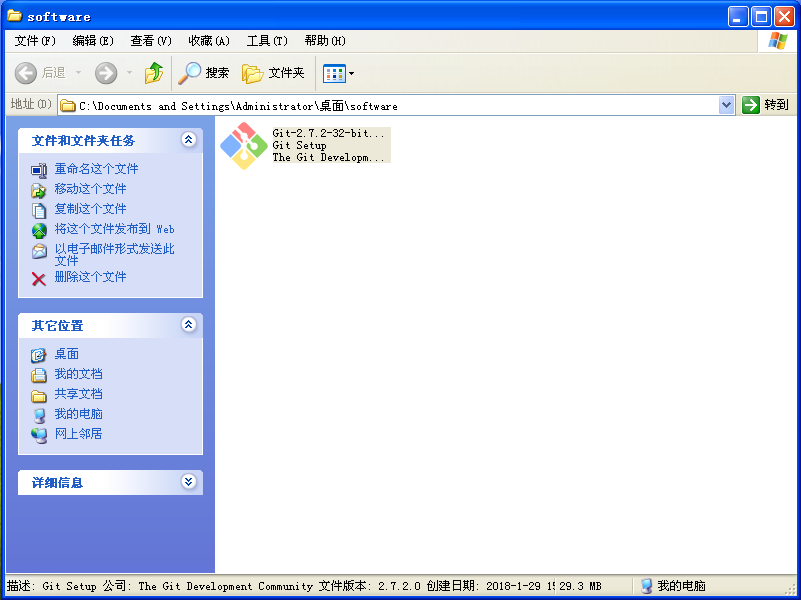 software
文件(F) 编辑(E) 查看(V) 收藏(A) 工具(T) 帮助(H)
后退 搜索 文件夹
地址(D) C:\Documents and Settings\Administrator\桌面\software 转到
文件和文件夹任务
重命名这个文件
移动这个文件
复制这个文件
将这个文件发布到 Web
以电子邮件形式发送此
文件
删除这个文件
其它位置
桌面
我的文档
共享文档
我的电脑
网上邻居
详细信息
Git-2.7.2-32-bit...
Git Setup
The Git Developm...
描述: Git Setup 公司: The Git Development Community 文件版本: 2.7.2.0 创建日期: 2018-1-29 29.3 MB 我的电脑